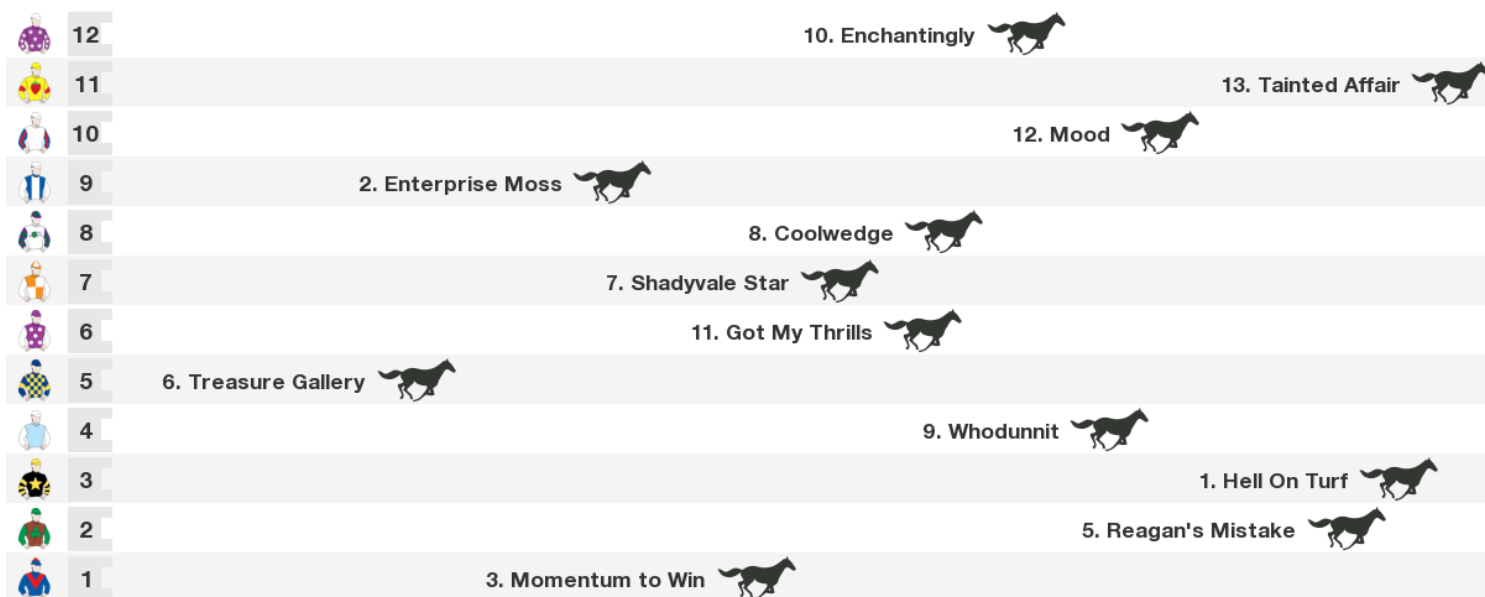 12 10. Enchantingly
11 13. Tainted Affair
10 12. Mood
9 2. Enterprise Moss
8 8. Coolwedge
7 7. Shadyvale Star
6 11. Got My Thrills
5 6. Treasure Gallery
4 9. Whodunnit
3 1. Hell On Turf
2 5. Reagan's Mistake
1 3. Momentum to Win